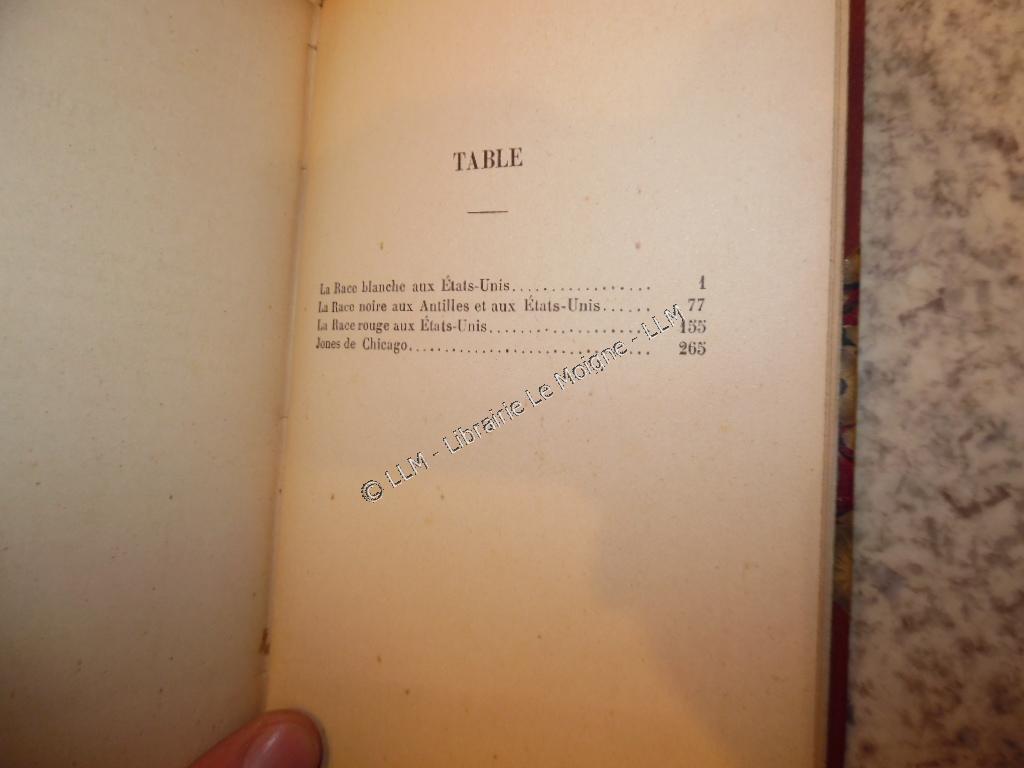 TABLE
La Race blanche aux États-Unis................. 1
La Race noire aux Antilles et aux États-Unis...... 77
La Race rouge aux États-Unis.................... 155
Jones de Chicago.............................. 265
© LLM - Librairie Le Moigne - LLM